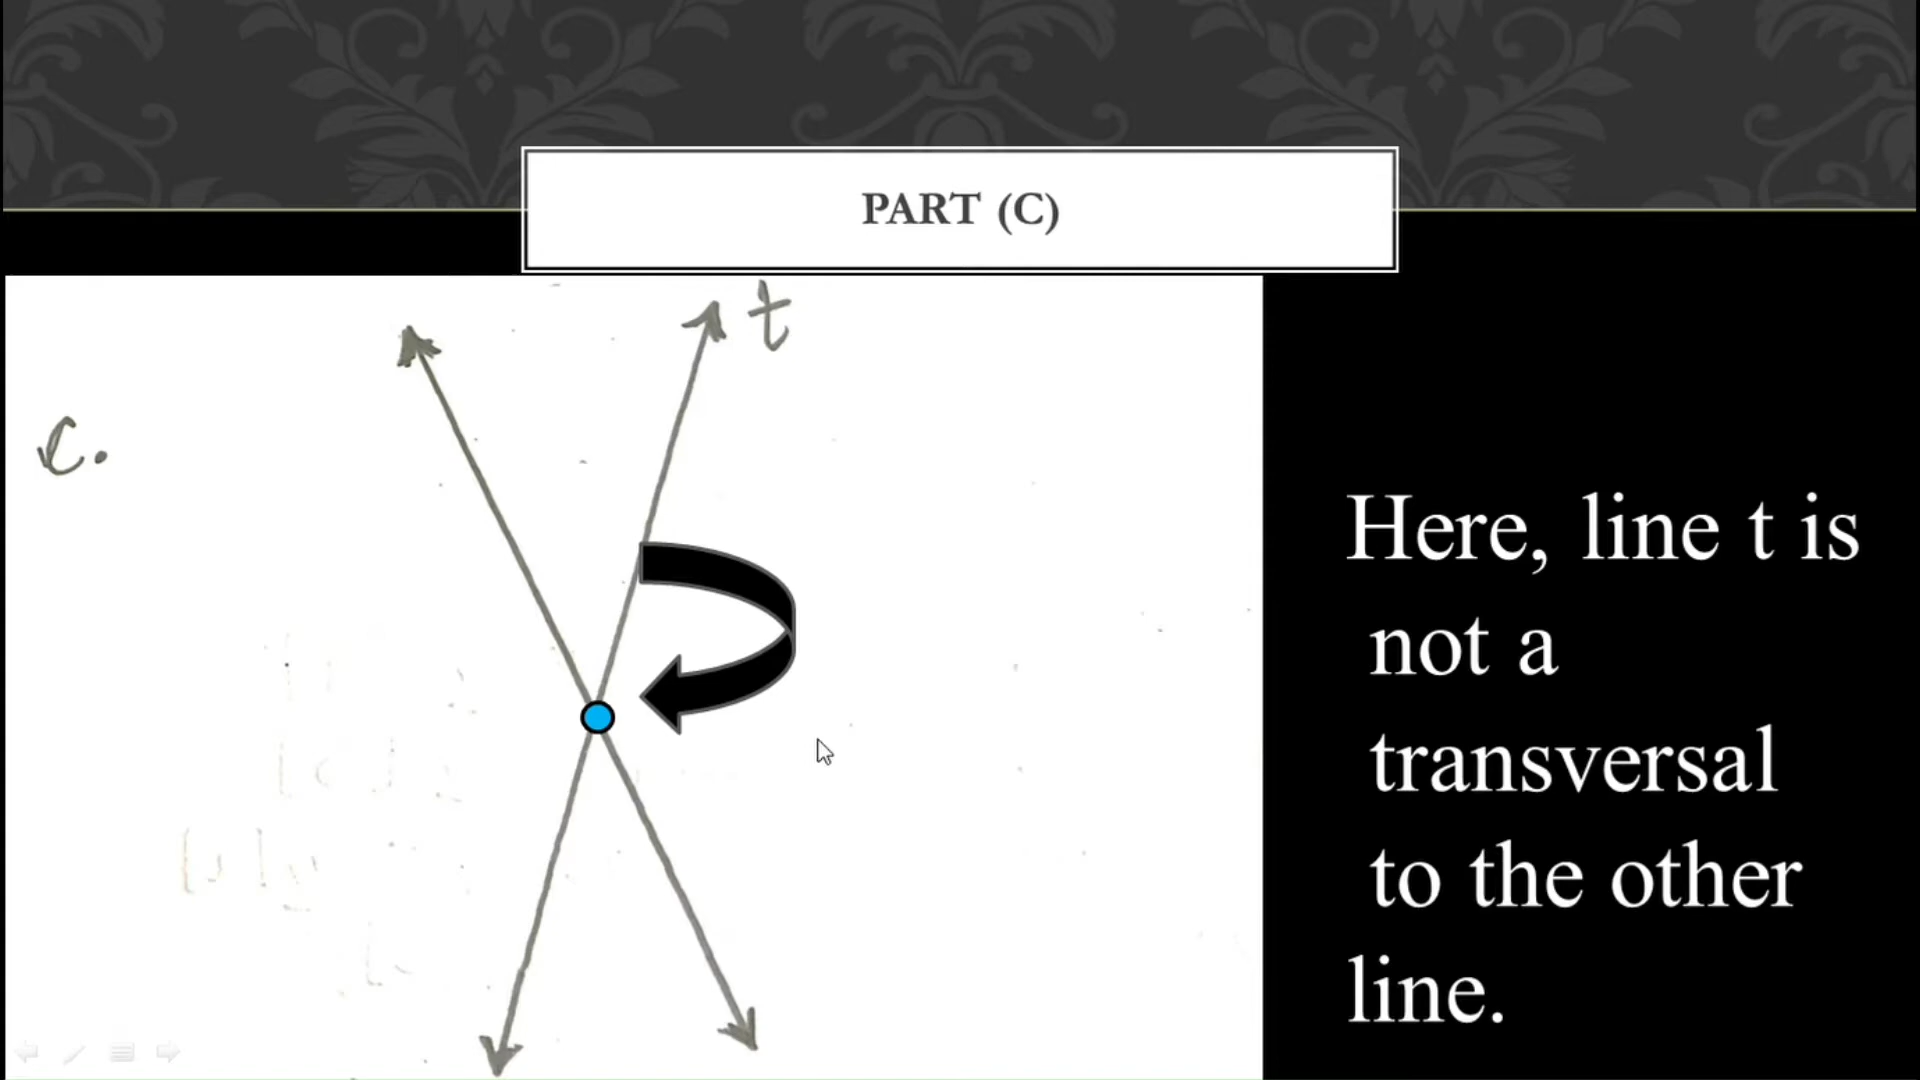 PART (C)
t
c.
Here, line t is
not a
transversal
to the other
line.